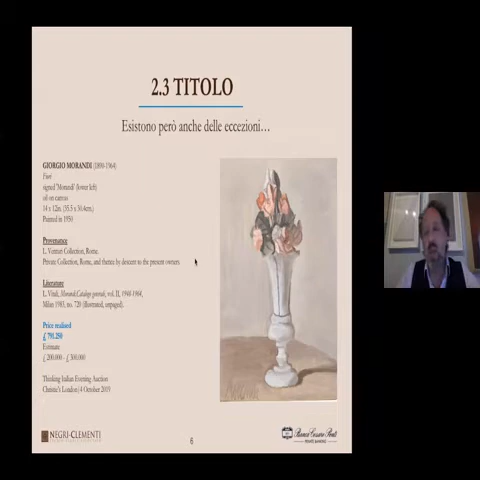 2.3 TITOLO
Esistono però anche delle eccezioni…
GIORGIO MORANDI (1890-1964)
Fiori
signed 'Morandi' (lower left)
oil on canvas
14 x 12in. (35.5 x 30.4cm.)
Painted in 1950
Provenance
L. Venturi Collection, Rome.
Private Collection, Rome, and thence by descent to the present owners.
Literature
L. Vitali, Morandi Catalogo generale, vol. II, 1948-1964,
Milan 1983, no. 720 (illustrated, unpaged).
Price realised
£ 791.250
Estimate
£ 200.000 - £ 300.000
Thinking Italian Evening Auction
Christie's London | 4 October 2019
NEGRI-CLEMENTI
6
Banca Cesare Ponti